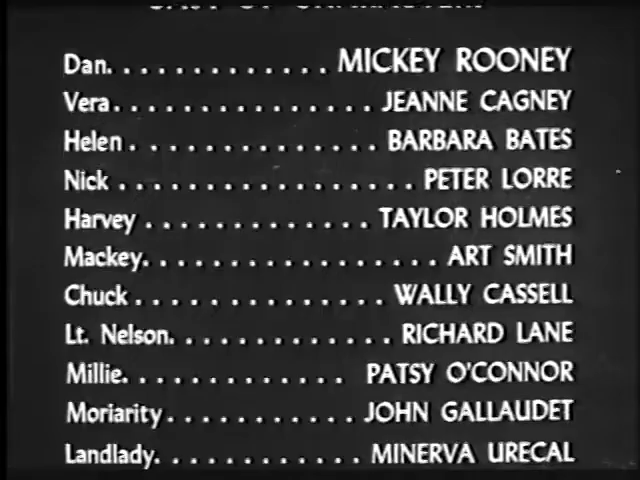 Dan. . . . . . . . . . . . . MICKEY ROONEY
Vera. . . . . . . . . . . . . . . . JEANNE CAGNEY
Helen . . . . . . . . . . . . . . BARBARA BATES
Nick . . . . . . . . . . . . . . . . PETER LORRE
Harvey . . . . . . . . . . . . . TAYLOR HOLMES
Mackey. . . . . . . . . . . . . . . . . ART SMITH
Chuck . . . . . . . . . . . . . . WALLY CASSELL
Lt. Nelson. . . . . . . . . . . . . RICHARD LANE
Millie. . . . . . . . . . . . . PATSY O'CONNOR
Moriarity . . . . . . . . . . . JOHN GALLAUDET
Landlady. . . . . . . . . . . . MINERVA URECAL